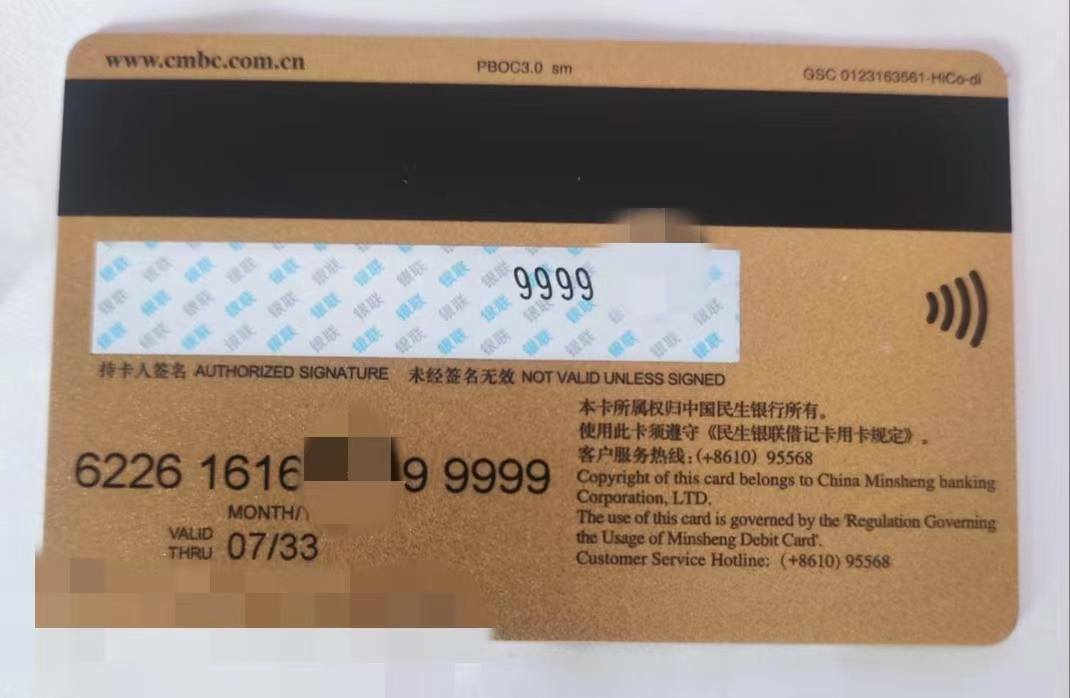 www.cmbc.com.cn PBOC3.0 sm GSC 0123163561-HiCo-di
9999
持卡人签名 AUTHORIZED SIGNATURE 未经签名无效 NOT VALID UNLESS SIGNED
本卡所属权归中国民生银行所有。
使用此卡须遵守《民生银联借记卡用卡规定》。
客户服务热线:(+8610) 95568
Copyright of this card belongs to China Minsheng banking
Corporation, LTD.
The use of this card is governed by the 'Regulation Governing
the Usage of Minsheng Debit Card'.
Customer Service Hotline: (+8610) 95568
6226 1616 9 9999
MONTH/
VALID
THRU 07/33